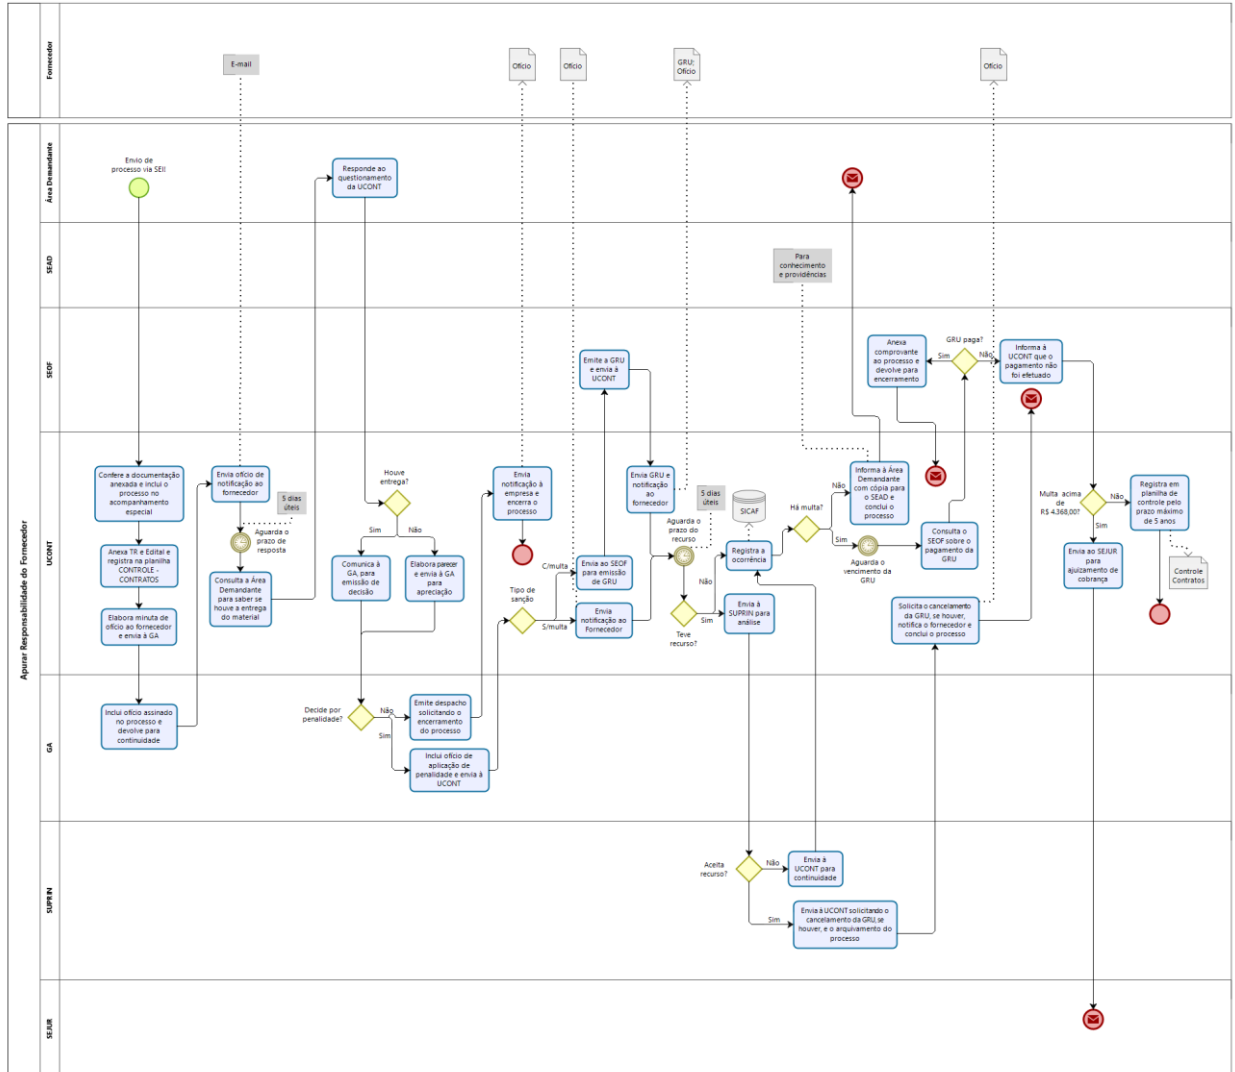 Fornecedor
E-mail
Ofício
Ofício
GRU;
Ofício
Ofício
Apurar Responsabilidade do Fornecedor
Área Demandante
Envio de
processo via SEI!
Responde ao
questionamento
da UCONT
SEAD
Para
conhecimento
e providências
SEOF
Emite a GRU
e envia à
UCONT
Anexa
comprovante
ao processo e
devolve para
encerramento
GRU paga?
Sim
Não
Informa à
UCONT que o
pagamento não
foi efetuado
UCONT
Confere a documentação
anexada e inclui o
processo no
acompanhamento
especial
Anexa TR e Edital e
registra na planilha
CONTROLE -
CONTRATOS
Elabora minuta de
ofício ao fornecedor
e envia à GA
Envia ofício de
notificação ao
fornecedor
5 dias
úteis
Aguarda o
prazo de
resposta
Consulta a Área
Demandante
para saber se
houve a entrega
do material
Houve
entrega?
Sim
Não
Comunica à
GA, para
emissão de
decisão
Elabora parecer
e envia à GA
para
apreciação
Envia
notificação à
empresa e
encerra o
processo
Tipo de
sanção
C/multa
S/multa
Envia ao SEOF
para emissão
de GRU
Envia
notificação ao
Fornecedor
Envia GRU e
notificação
ao
fornecedor
5 dias
úteis
Aguarda o
prazo do
recurso
Teve
recurso?
Não
Sim
SICAF
Registra a
ocorrência
Envia à
SUPRIN para
análise
Há multa?
Não
Sim
Informa à Área
Demandante
com cópia para
o SEAD e
conclui o
processo
Aguarda o
vencimento
da GRU
Consulta o
SEOF sobre o
pagamento da
GRU
Solicita o cancelamento
da GRU, se houver,
notifica o fornecedor e
conclui o processo
Multa acima
de
R$ 4.368,00?
Não
Sim
Registra em
planilha de
controle pelo
prazo máximo
de 5 anos
Envia ao SEJUR
para
ajuizamento de
cobrança
Controle
Contratos
GA
Inclui ofício assinado
no processo e
devolve para
continuidade
Decide por
penalidade?
Não
Sim
Emite despacho
solicitando o
encerramento
do processo
Inclui ofício de
aplicação de
penalidade e envia à
UCONT
SUPRIN
Aceita
recurso?
Não
Sim
Envia à
UCONT para
continuidade
Envia à UCONT solicitando o
cancelamento da GRU, se
houver, e o arquivamento do
processo
SEJUR